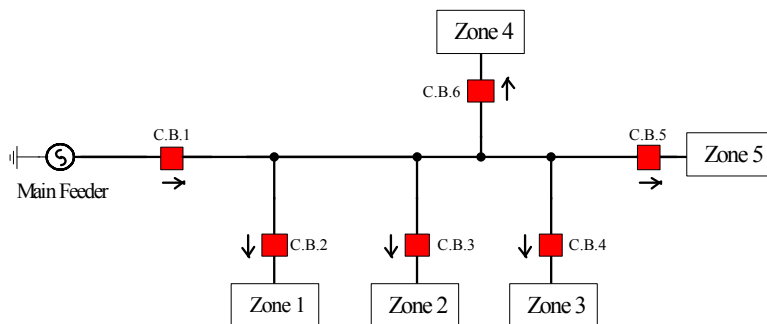 Zone 4
C.B.6
C.B.1
C.B.5
Main Feeder
Zone 5
C.B.2
C.B.3
C.B.4
Zone 1
Zone 2
Zone 3